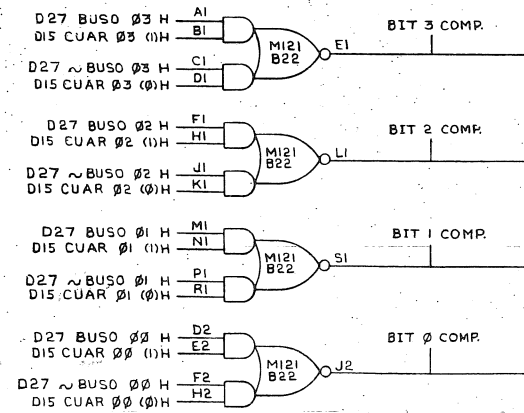 D27 BUSO Ø3 H A1
D15 CUAR Ø3 (1)H B1
D27 ~BUSO Ø3 H C1
D15 CUAR Ø3 (Ø)H D1
M121
B22
E1
BIT 3 COMP.
D27 BUSO Ø2 H F1
D15 CUAR Ø2 (1)H H1
D27 ~BUSO Ø2 H J1
D15 CUAR Ø2 (Ø)H K1
M121
B22
L1
BIT 2 COMP.
D27 BUSO Ø1 H M1
D15 CUAR Ø1 (1)H N1
D27 ~BUSO Ø1 H P1
D15 CUAR Ø1 (Ø)H R1
M121
B22
S1
BIT 1 COMP.
D27 BUSO ØØ H D2
D15 CUAR ØØ (1)H E2
D27 ~BUSO ØØ H F2
D15 CUAR ØØ (Ø)H H2
M121
B22
J2
BIT Ø COMP.